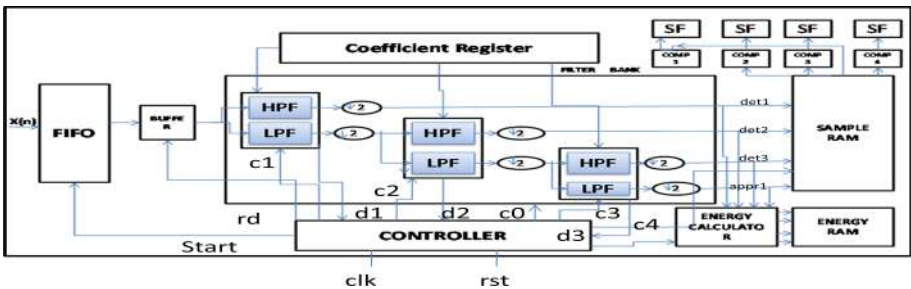 SF SF SF SF
Coefficient Register
COMP 1 COMP 2 COMP 3 COMP 4
FILTER BANK
X(n)
FIFO
BUFFE R
HPF
LPF
2
2
HPF
LPF
2
2
HPF
LPF
2
2
det1
det2
det3
appr1
SAMPLE RAM
c1
c2
rd
d1
d2
c0
c3
c4
d3
Start
CONTROLLER
ENERGY CALCULATO R
ENERGY RAM
clk
rst